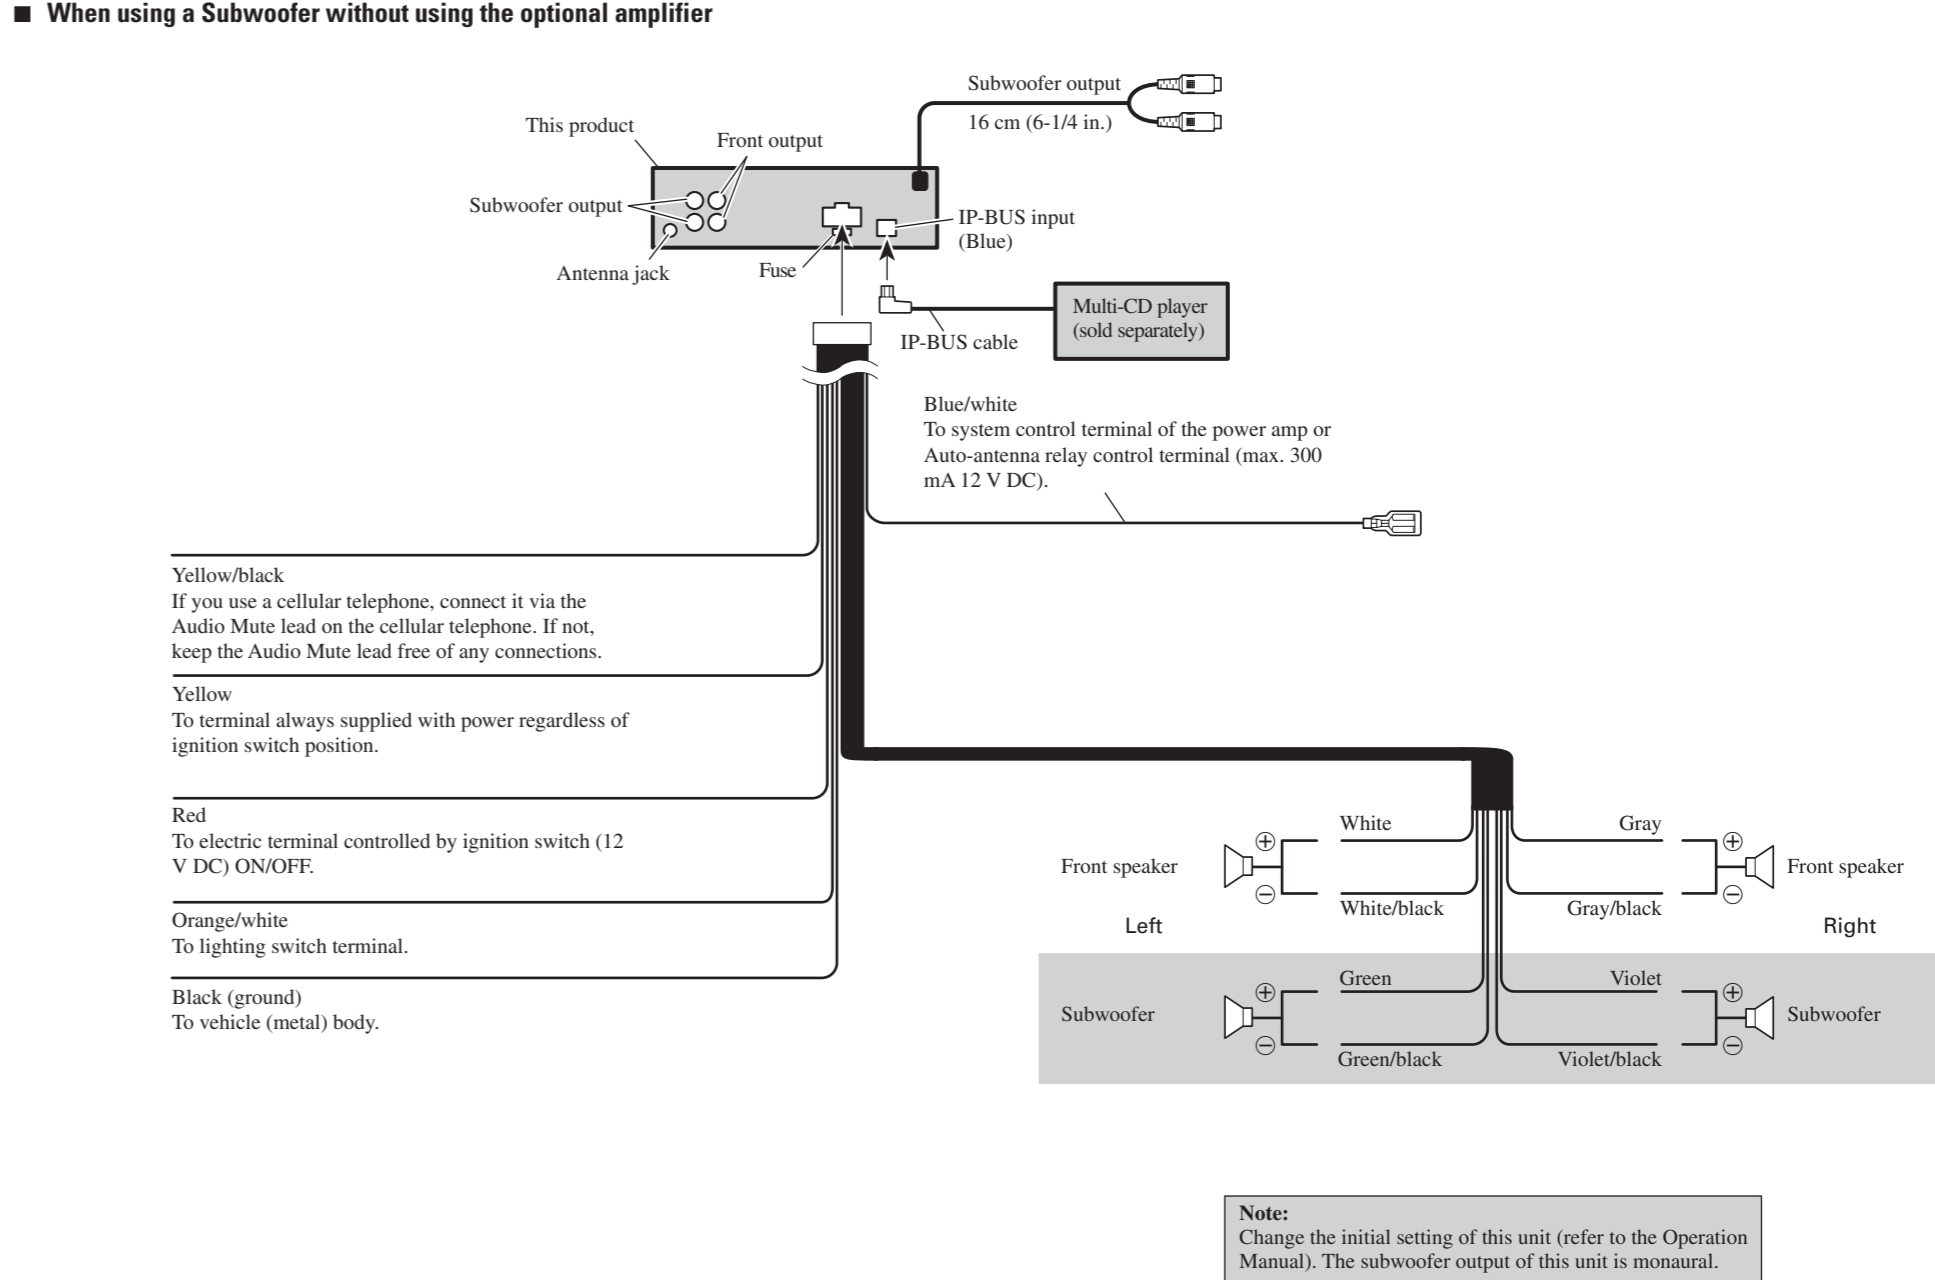 ■ When using a Subwoofer without using the optional amplifier
Subwoofer output
16 cm (6-1/4 in.)
This product
Front output
Subwoofer output
IP-BUS input
(Blue)
Antenna jack
Fuse
Multi-CD player
(sold separately)
IP-BUS cable
Blue/white
To system control terminal of the power amp or
Auto-antenna relay control terminal (max. 300
mA 12 V DC).
Yellow/black
If you use a cellular telephone, connect it via the
Audio Mute lead on the cellular telephone. If not,
keep the Audio Mute lead free of any connections.
Yellow
To terminal always supplied with power regardless of
ignition switch position.
Red
To electric terminal controlled by ignition switch (12
V DC) ON/OFF.
Orange/white
To lighting switch terminal.
Black (ground)
To vehicle (metal) body.
White
Gray
⊕
⊕
Front speaker
Front speaker
⊖
⊖
White/black
Gray/black
Left
Right
Green
Violet
⊕
⊕
Subwoofer
Subwoofer
⊖
⊖
Green/black
Violet/black
Note:
Change the initial setting of this unit (refer to the Operation
Manual). The subwoofer output of this unit is monaural.